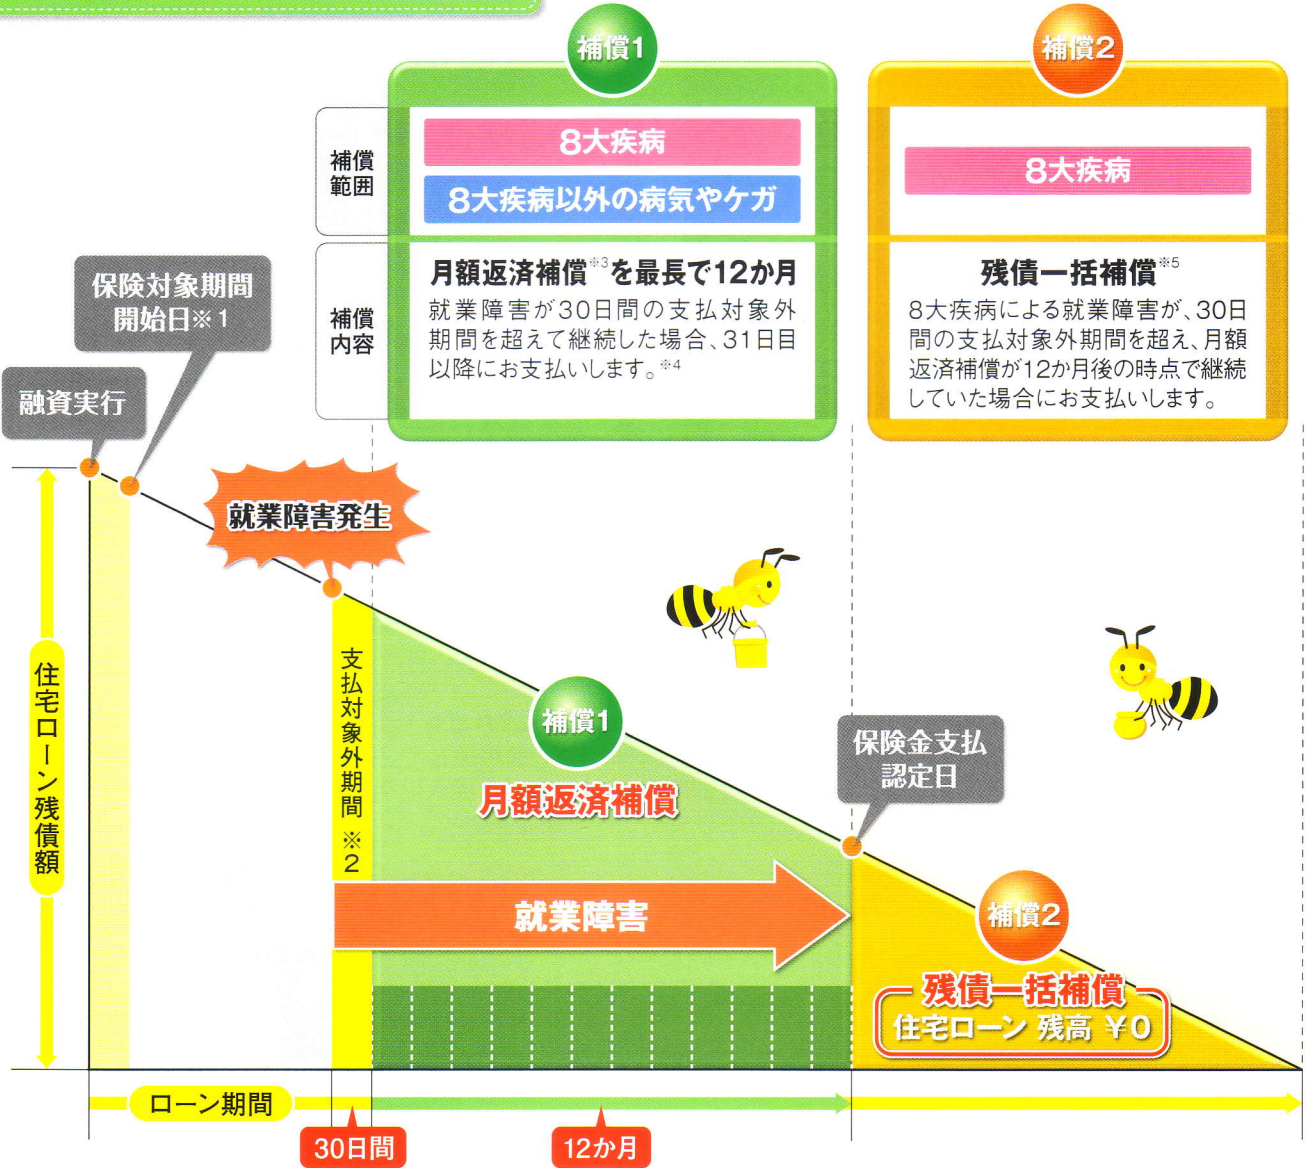 補償1
補償2
補償
範囲
8大疾病
8大疾病以外の病気やケガ
8大疾病
補償
内容
月額返済補償※3を最長で12か月
就業障害が30日間の支払対象外
期間を超えて継続した場合、31日目
以降にお支払いします。※4
残債一括補償※5
8大疾病による就業障害が、30日
間の支払対象外期間を超え、月額
返済補償が12か月後の時点で継続
していた場合にお支払いします。
保険対象期間
開始日※1
融資実行
就業障害発生
住宅ローン残債額
支払対象外期間※2
補償1
月額返済補償
保険金支払
認定日
就業障害
補償2
残債一括補償
住宅ローン 残高 ¥0
ローン期間
30日間
12か月